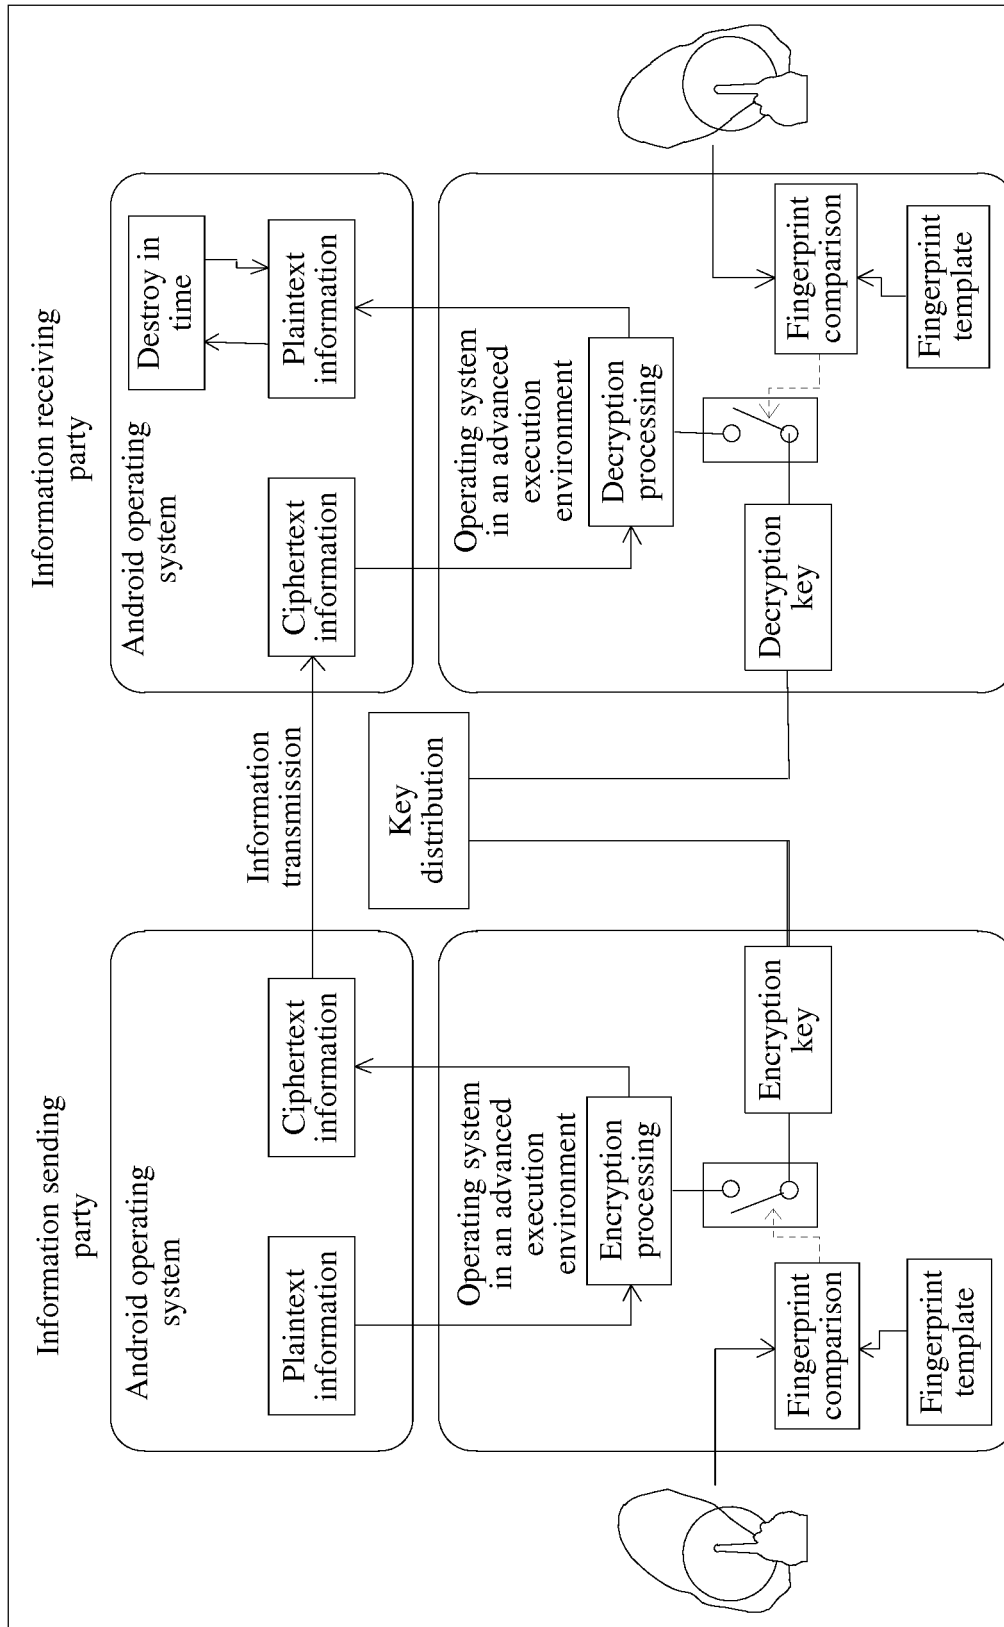 Information sending
party
Information receiving
party
Android operating
system
Plaintext
information
Ciphertext
information
Information
transmission
Android operating
system
Ciphertext
information
Plaintext
information
Destroy in
time
Operating system
in an advanced
execution
environment
Encryption
processing
Encryption
key
Fingerprint
comparison
Fingerprint
template
Key
distribution
Operating system
in an advanced
execution
environment
Decryption
processing
Decryption
key
Fingerprint
comparison
Fingerprint
template